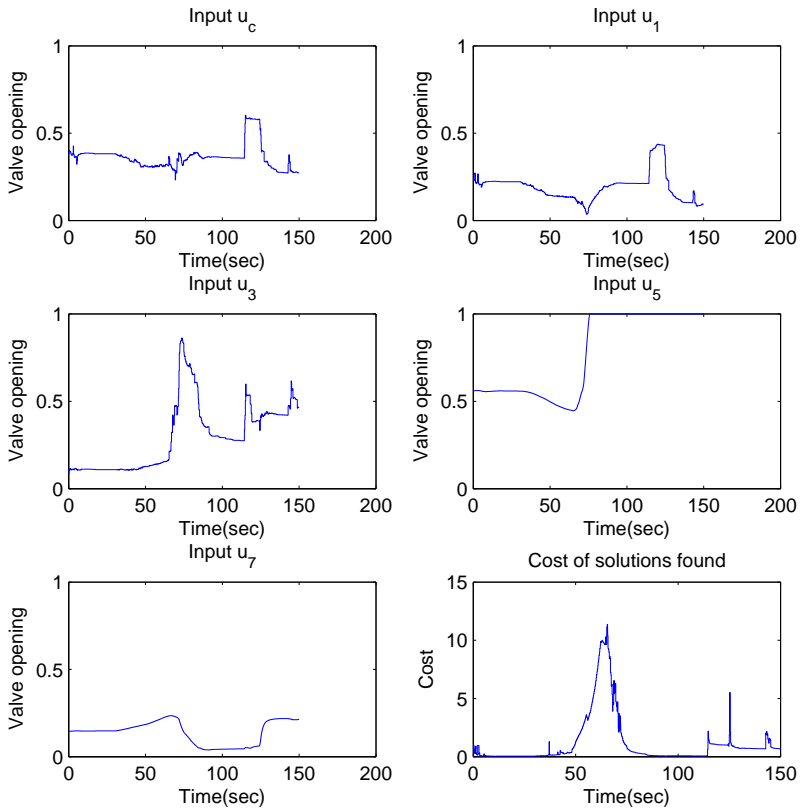 Input u_c
Input u_1
1
0.5
0
Valve opening
0 50 100 150 200
Time(sec)
1
0.5
0
Valve opening
0 50 100 150 200
Time(sec)
Input u_3
Input u_5
1
0.5
0
Valve opening
0 50 100 150 200
Time(sec)
1
0.5
0
Valve opening
0 50 100 150 200
Time(sec)
Input u_7
Cost of solutions found
1
0.5
0
Valve opening
0 50 100 150 200
Time(sec)
15
10
5
0
Cost
0 50 100 150
Time(sec)